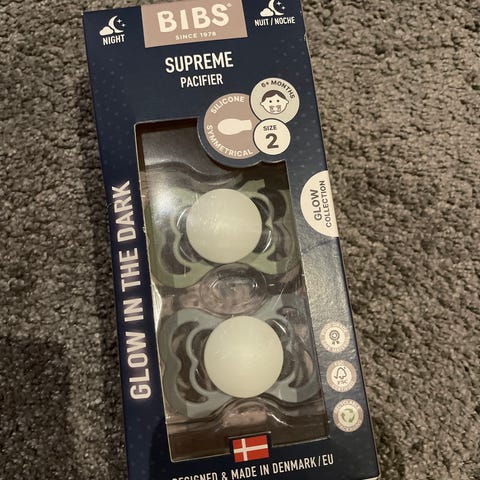 NIGHT
BIBS®
SINCE 1978
NUIT / NOCHE
SUPREME
PACIFIER
6+ MONTHS
SILICONE
SYMMETRICAL
SIZE
2
GLOW IN THE DARK
GLOW
COLLECTION
FSC
DESIGNED & MADE IN DENMARK/EU